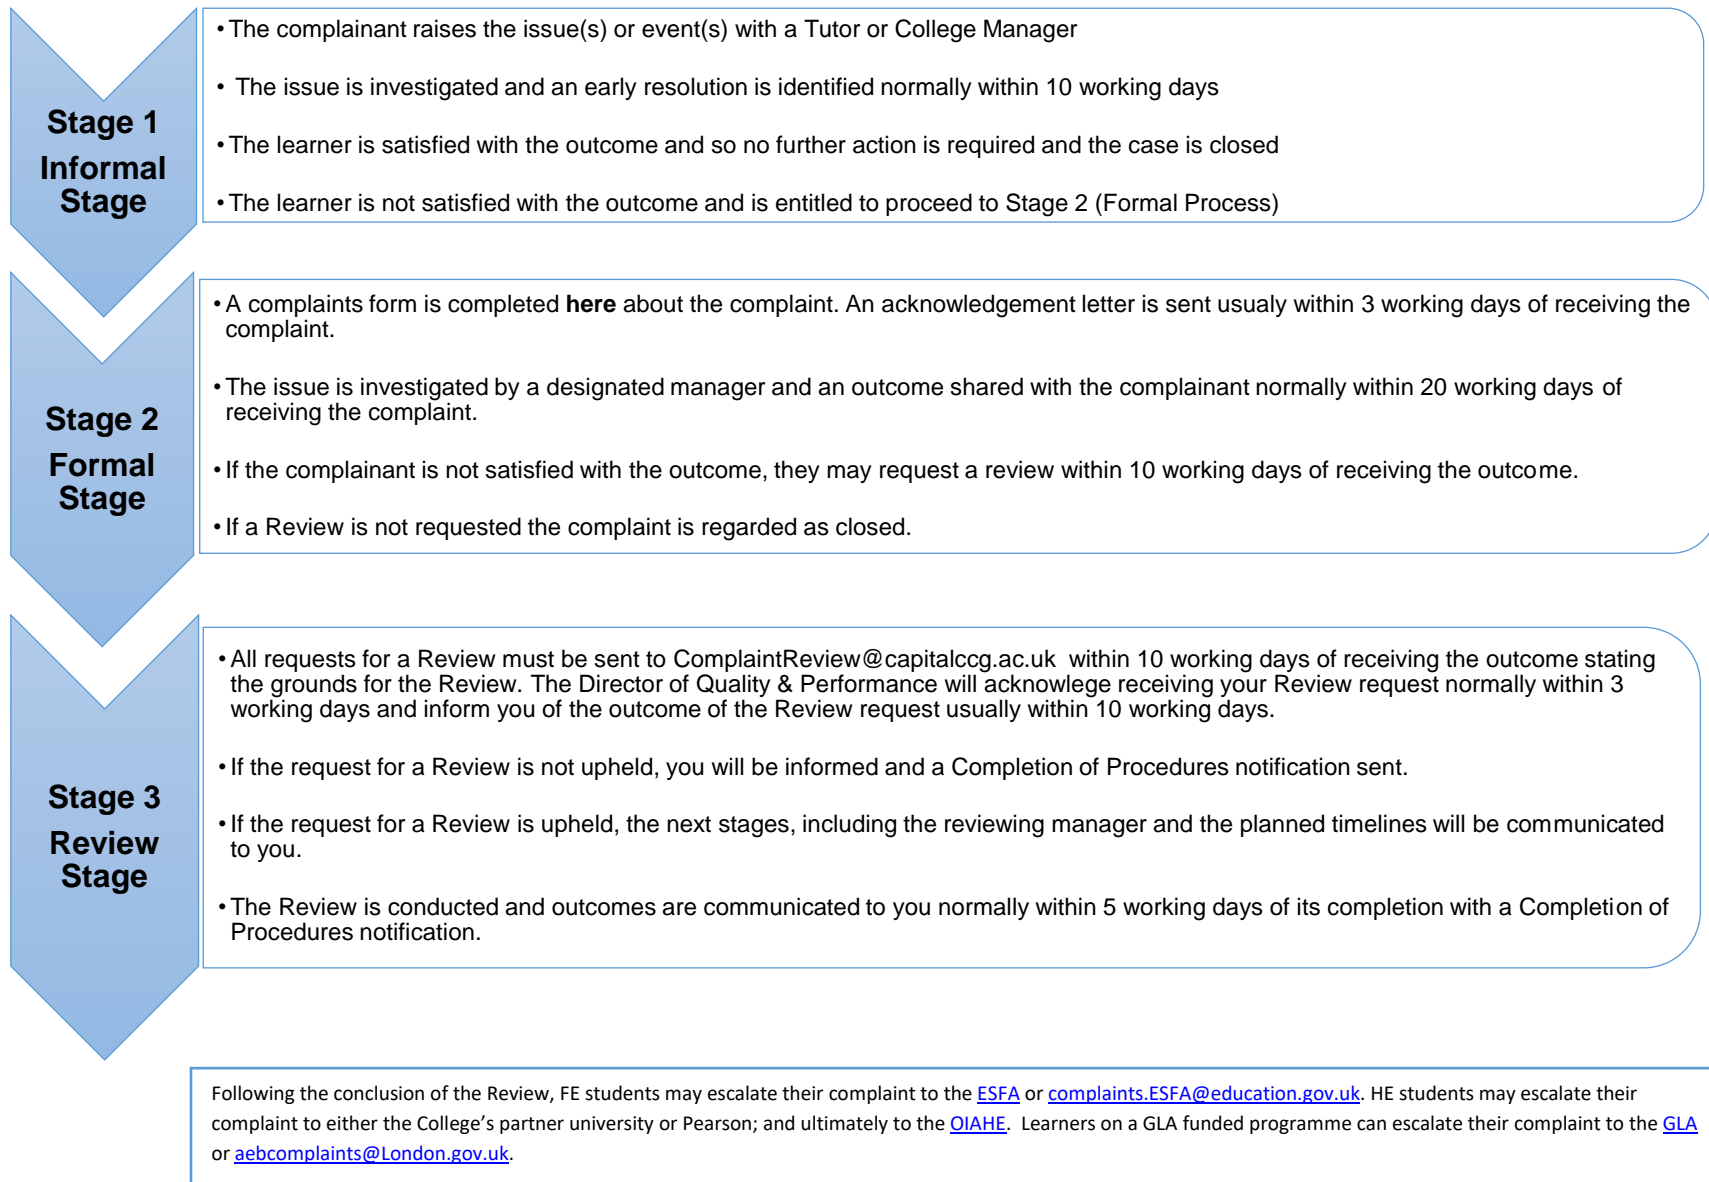 Stage 1
Informal
Stage
• The complainant raises the issue(s) or event(s) with a Tutor or College Manager
• The issue is investigated and an early resolution is identified normally within 10 working days
• The learner is satisfied with the outcome and so no further action is required and the case is closed
• The learner is not satisfied with the outcome and is entitled to proceed to Stage 2 (Formal Process)
Stage 2
Formal
Stage
• A complaints form is completed here about the complaint. An acknowledgement letter is sent usualy within 3 working days of receiving the
complaint.
• The issue is investigated by a designated manager and an outcome shared with the complainant normally within 20 working days of
receiving the complaint.
• If the complainant is not satisfied with the outcome, they may request a review within 10 working days of receiving the outcome.
• If a Review is not requested the complaint is regarded as closed.
Stage 3
Review
Stage
• All requests for a Review must be sent to ComplaintReview@capitalccg.ac.uk within 10 working days of receiving the outcome stating
the grounds for the Review. The Director of Quality & Performance will acknowlege receiving your Review request normally within 3
working days and inform you of the outcome of the Review request usually within 10 working days.
• If the request for a Review is not upheld, you will be informed and a Completion of Procedures notification sent.
• If the request for a Review is upheld, the next stages, including the reviewing manager and the planned timelines will be communicated
to you.
• The Review is conducted and outcomes are communicated to you normally within 5 working days of its completion with a Completion of
Procedures notification.
Following the conclusion of the Review, FE students may escalate their complaint to the ESFA or complaints.ESFA@education.gov.uk. HE students may escalate their
complaint to either the College’s partner university or Pearson; and ultimately to the OIAHE. Learners on a GLA funded programme can escalate their complaint to the GLA
or aebcomplaints@London.gov.uk.